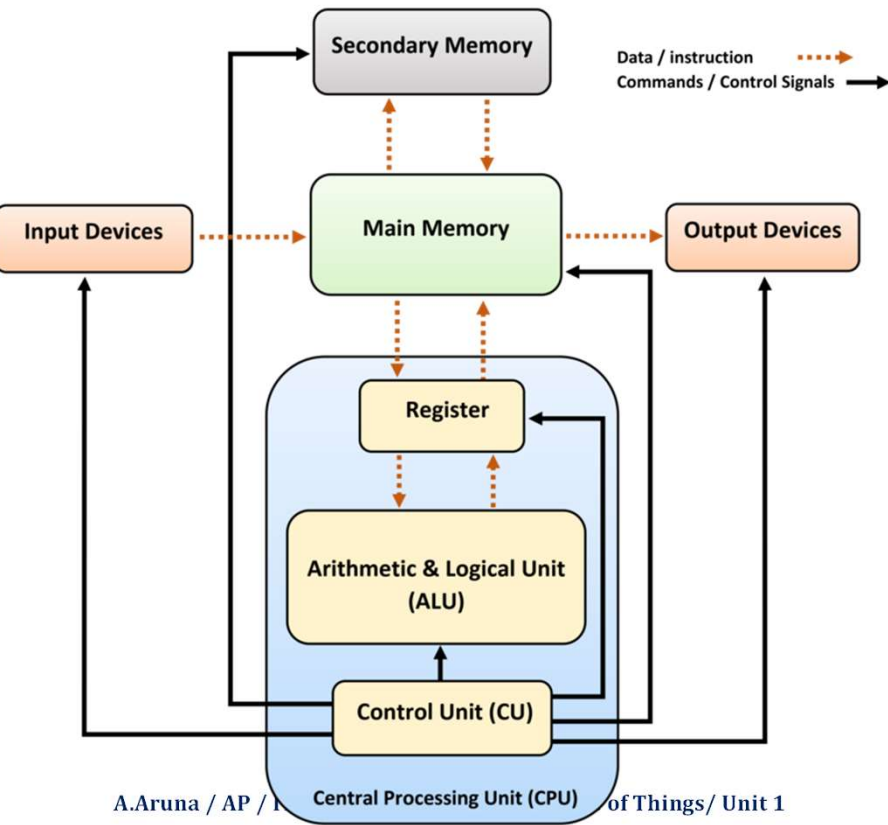 Secondary Memory
Data / instruction
Commands / Control Signals
Input Devices
Main Memory
Output Devices
Register
Arithmetic & Logical Unit
(ALU)
Control Unit (CU)
Central Processing Unit (CPU)
A.Aruna / AP / of Things/ Unit 1